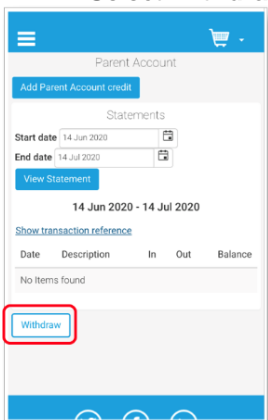 Parent Account
Add Parent Account credit
Statements
Start date 14 Jun 2020
End date 14 Jul 2020
View Statement
14 Jun 2020 - 14 Jul 2020
Show transaction reference
Date Description In Out Balance
No Items found
Withdraw